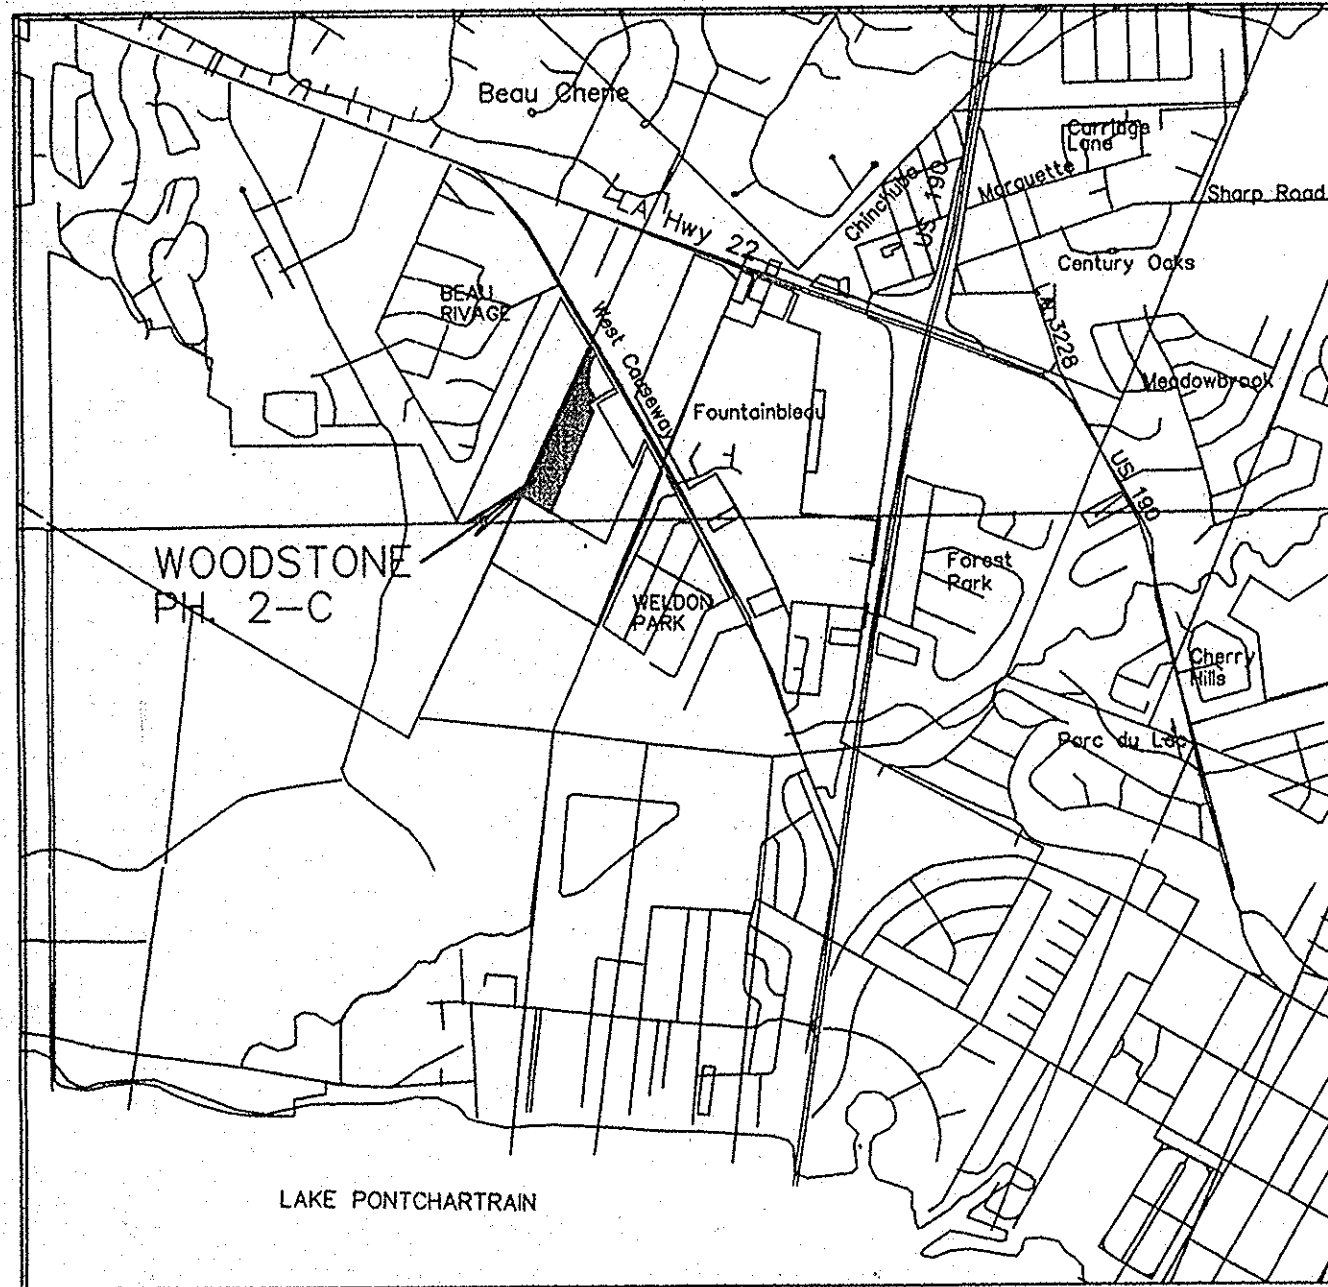 Beau Chene
Carriage
Lane
Marquette
Sharp Road
Chinchuba
US 190
LA Hwy 22
Century Oaks
BEAU
RIVAGE
West Causeway
LA 3228
Meadowbrook
Fountainbleau
US 190
WOODSTONE
PH. 2-C
Forest
Park
WELDON
PARK
Cherry
Hills
Parc du Lac
LAKE PONTCHARTRAIN